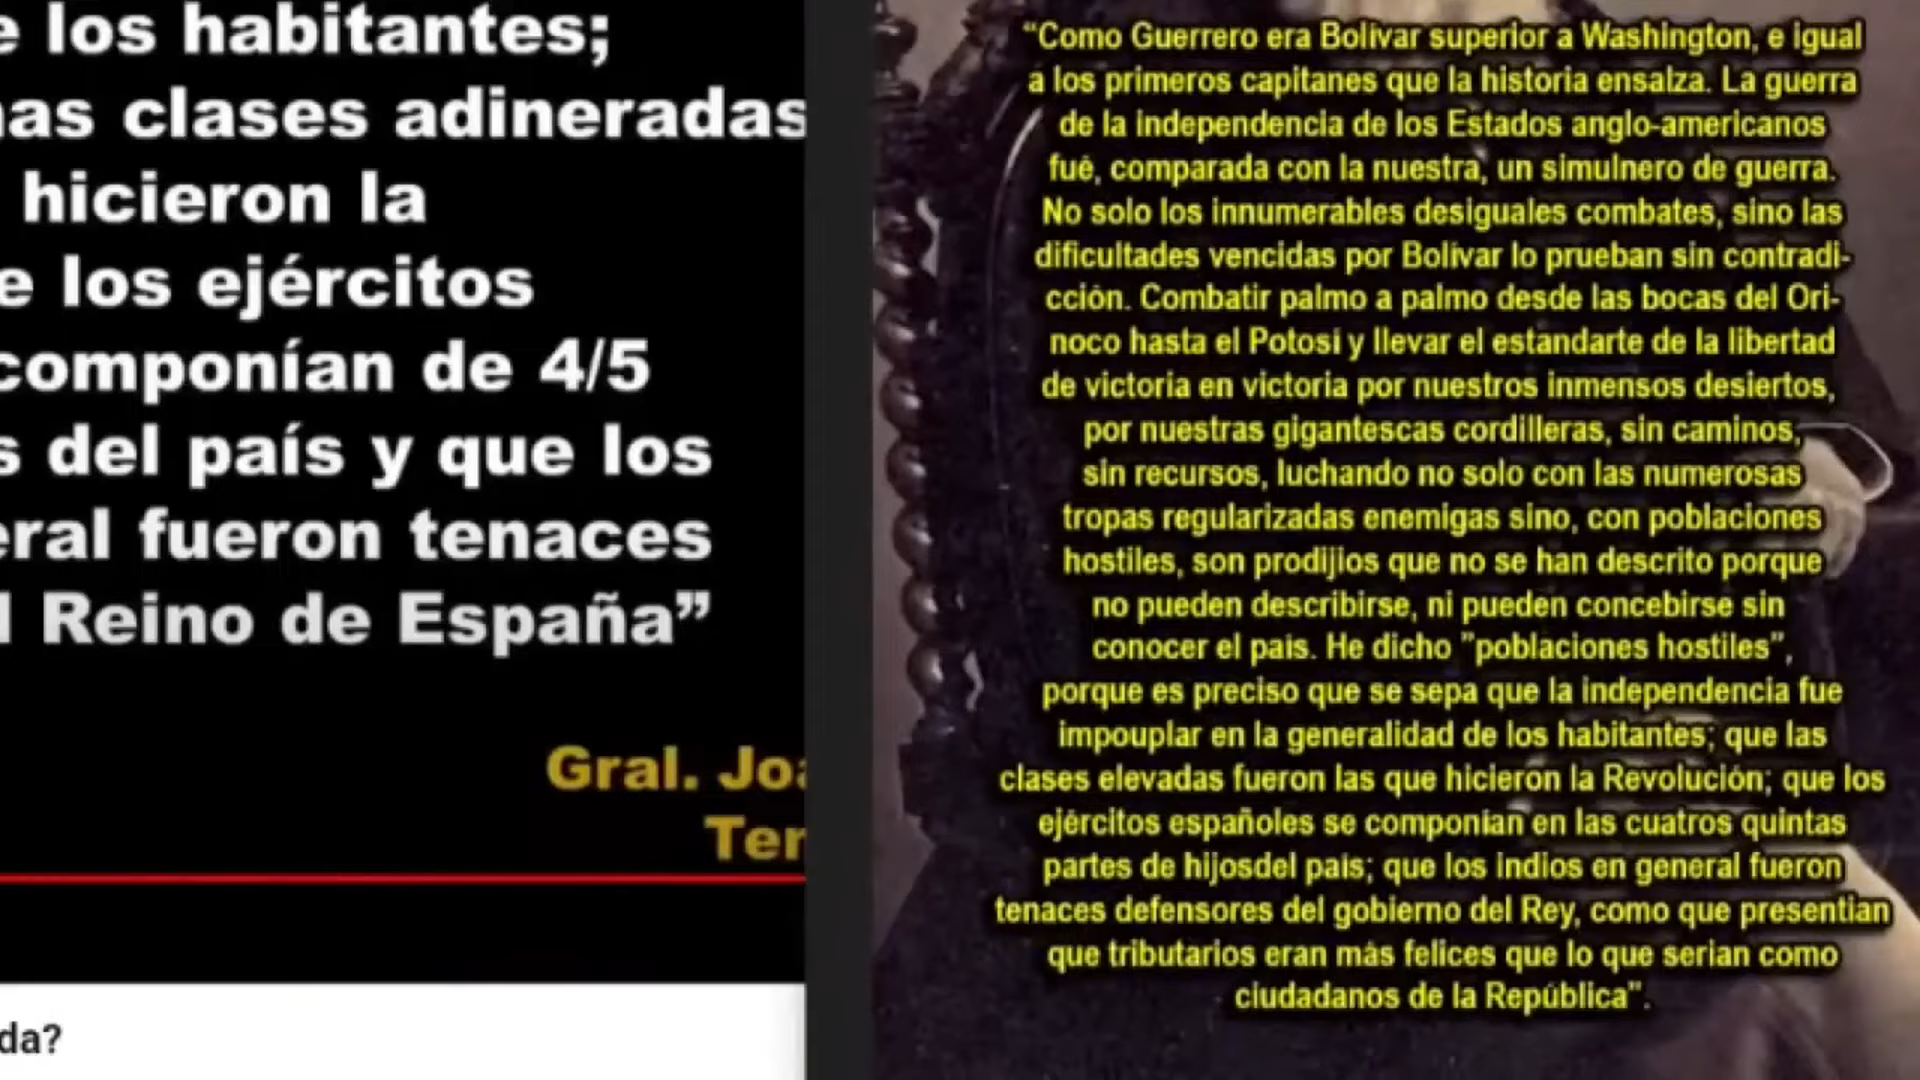 e los habitantes;
nas clases adineradas
hicieron la
e los ejércitos
componían de 4/5
s del país y que los
eral fueron tenaces
l Reino de España”
Gral. Joa
Ter
da?
“Como Guerrero era Bolívar superior a Washington, e igual
a los primeros capitanes que la historia ensalza. La guerra
de la independencia de los Estados anglo-americanos
fué, comparada con la nuestra, un simulnero de guerra.
No solo los innumerables desiguales combates, sino las
dificultades vencidas por Bolívar lo prueban sin contradi-
cción. Combatir palmo a palmo desde las bocas del Ori-
noco hasta el Potosí y llevar el estandarte de la libertad
de victoria en victoria por nuestros inmensos desiertos,
por nuestras gigantescas cordilleras, sin caminos,
sin recursos, luchando no solo con las numerosas
tropas regularizadas enemigas sino, con poblaciones
hostiles, son prodijios que no se han descrito porque
no pueden describirse, ni pueden concebirse sin
conocer el país. He dicho ”poblaciones hostiles”,
porque es preciso que se sepa que la independencia fue
impouplar en la generalidad de los habitantes; que las
clases elevadas fueron las que hicieron la Revolución; que los
ejércitos españoles se componían en las cuatros quintas
partes de hijosdel país; que los indios en general fueron
tenaces defensores del gobierno del Rey, como que presentían
que tributarios eran más felices que lo que serían como
ciudadanos de la República”.